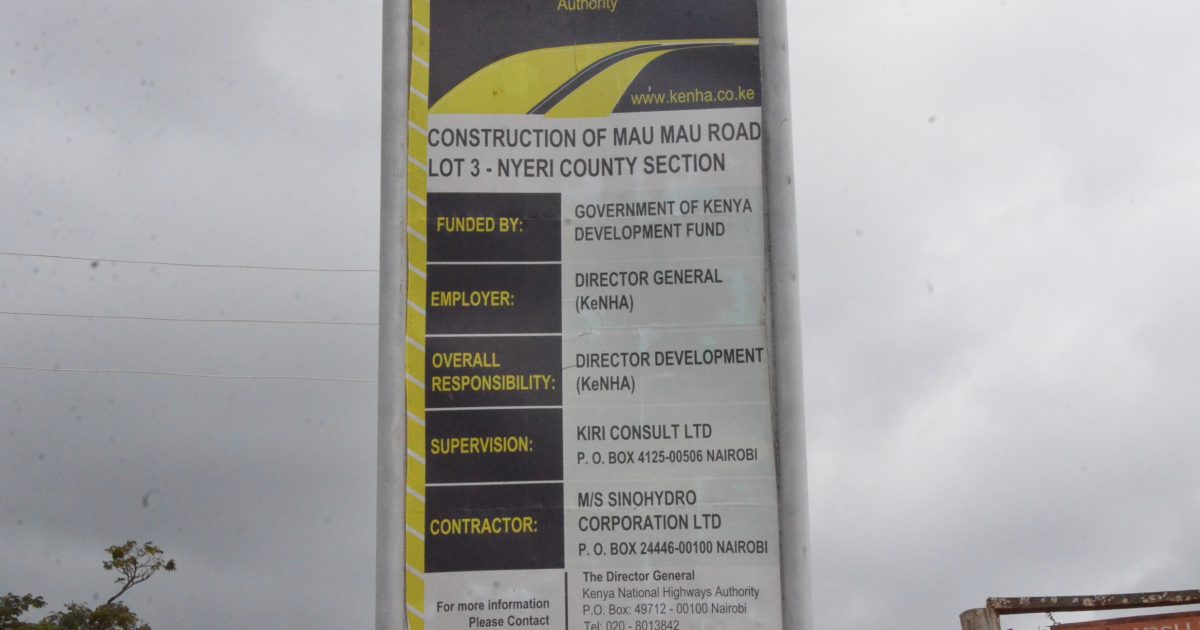 Authority
www.kenha.co.ke
CONSTRUCTION OF MAU MAU ROAD
LOT 3 - NYERI COUNTY SECTION
FUNDED BY:
GOVERNMENT OF KENYA
DEVELOPMENT FUND
EMPLOYER:
DIRECTOR GENERAL
(KeNHA)
OVERALL
RESPONSIBILITY:
DIRECTOR DEVELOPMENT
(KeNHA)
SUPERVISION:
KIRI CONSULT LTD
P. O. BOX 4125-00506 NAIROBI
CONTRACTOR:
M/S SINOHYDRO
CORPORATION LTD
P. O. BOX 24446-00100 NAIROBI
For more information
Please Contact
The Director General
Kenya National Highways Authority
P.O. Box: 49712 - 00100 Nairobi
Tel: 020 - 8013842